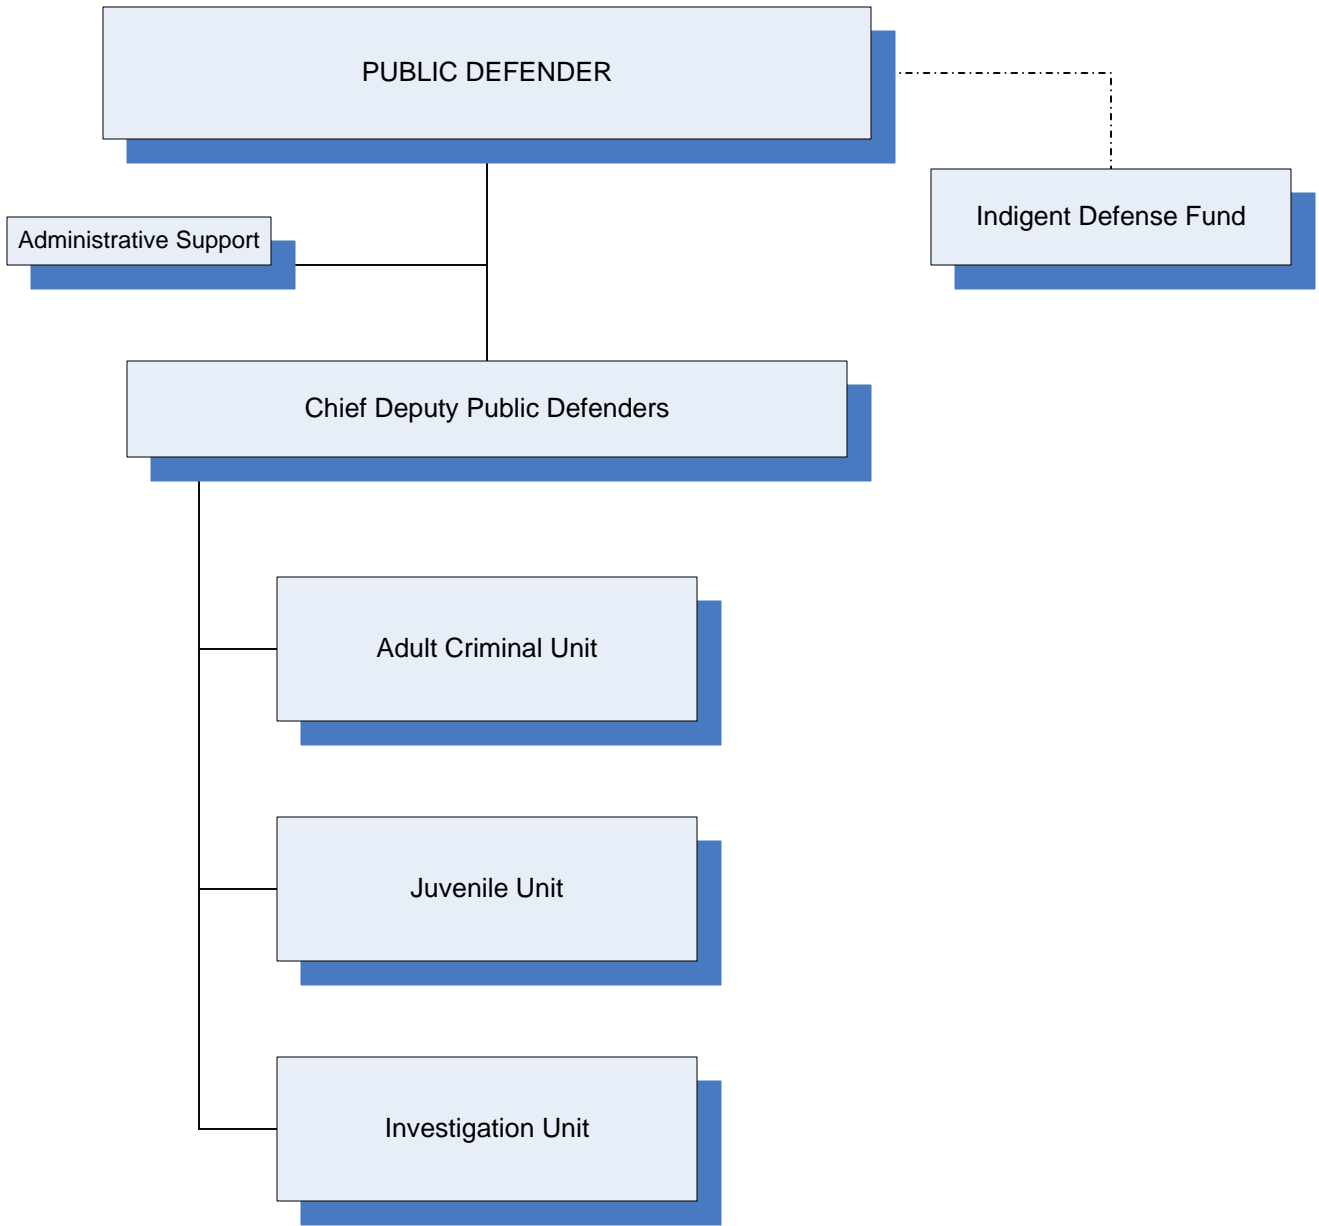 PUBLIC DEFENDER
Indigent Defense Fund
Administrative Support
Chief Deputy Public Defenders
Adult Criminal Unit
Juvenile Unit
Investigation Unit